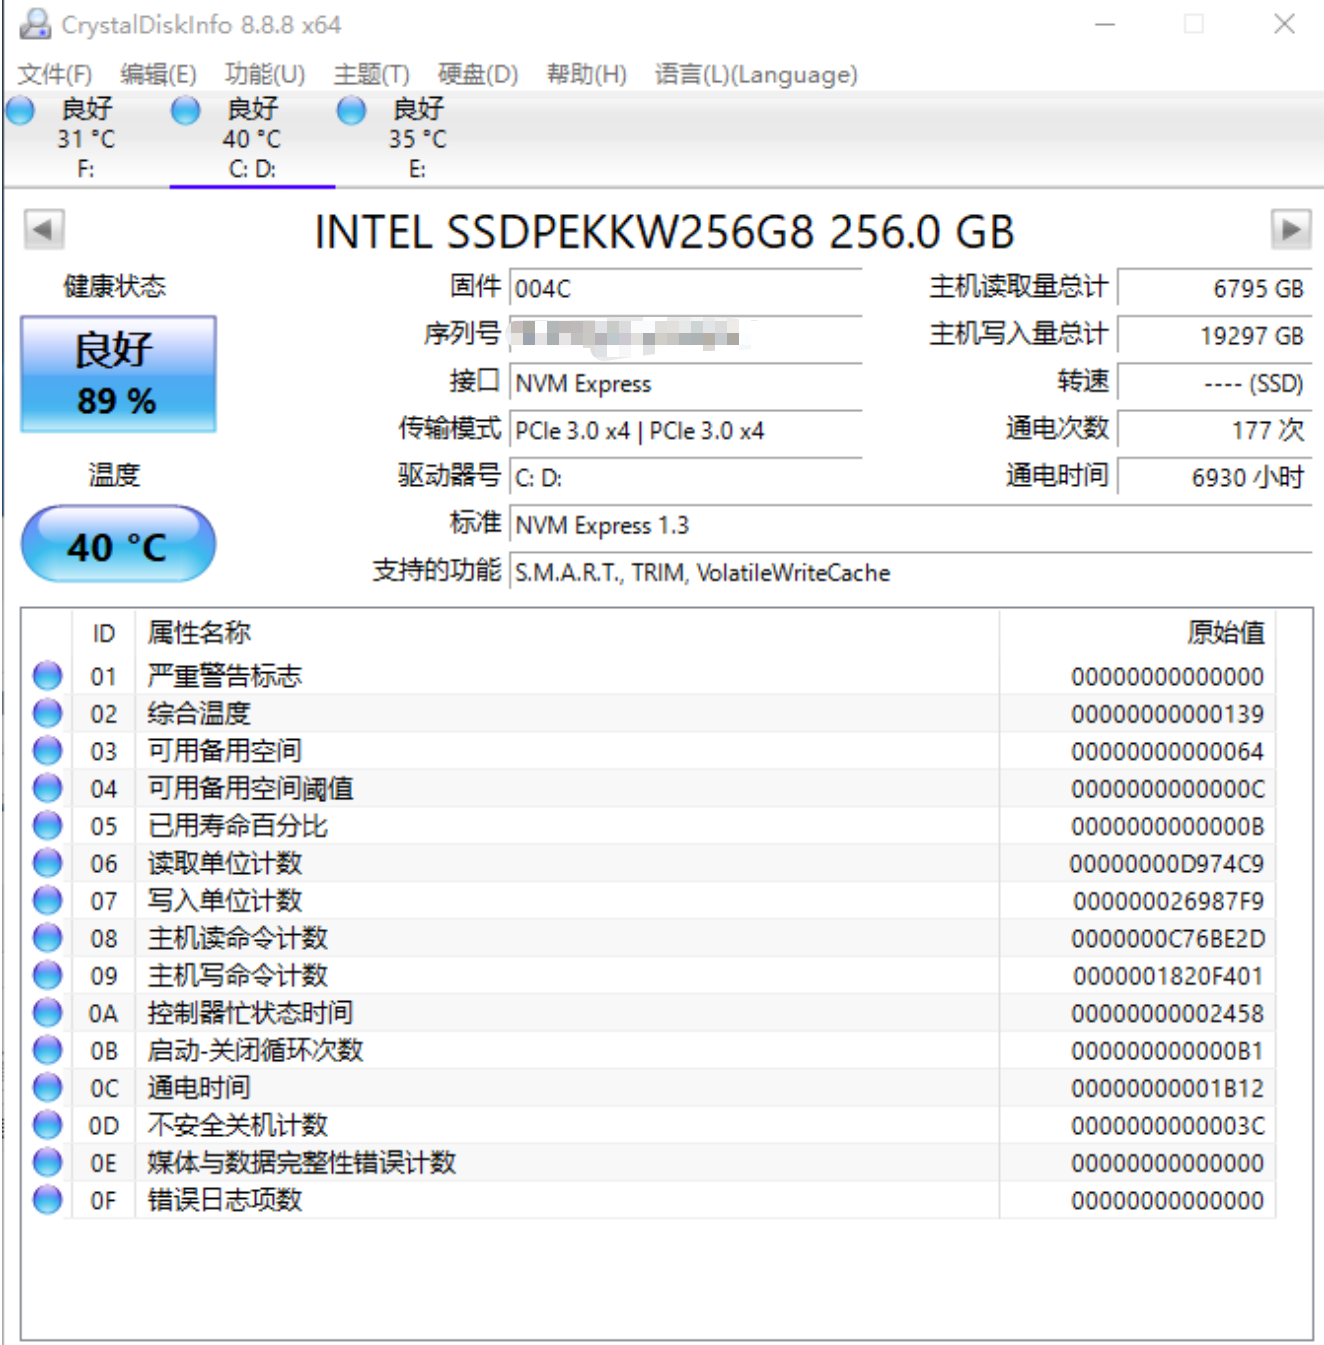 CrystalDiskInfo 8.8.8 x64
文件(F) 编辑(E) 功能(U) 主题(T) 硬盘(D) 帮助(H) 语言(L)(Language)
良好 良好 良好
31 °C 40 °C 35 °C
F: C: D: E:
INTEL SSDPEKKW256G8 256.0 GB
健康状态 固件 004C 主机读取量总计 6795 GB
良好 序列号 主机写入量总计 19297 GB
89 % 接口 NVM Express 转速 ---- (SSD)
传输模式 PCIe 3.0 x4 | PCIe 3.0 x4 通电次数 177 次
温度 驱动器号 C: D: 通电时间 6930 小时
40 °C 标准 NVM Express 1.3
支持的功能 S.M.A.R.T., TRIM, VolatileWriteCache
ID 属性名称 原始值
01 严重警告标志 00000000000000
02 综合温度 00000000000139
03 可用备用空间 00000000000064
04 可用备用空间阈值 0000000000000C
05 已用寿命百分比 0000000000000B
06 读取单位计数 00000000D974C9
07 写入单位计数 000000026987F9
08 主机读命令计数 0000000C76BE2D
09 主机写命令计数 0000001820F401
0A 控制器忙状态时间 00000000002458
0B 启动-关闭循环次数 000000000000B1
0C 通电时间 00000000001B12
0D 不安全关机计数 0000000000003C
0E 媒体与数据完整性错误计数 00000000000000
0F 错误日志项数 00000000000000